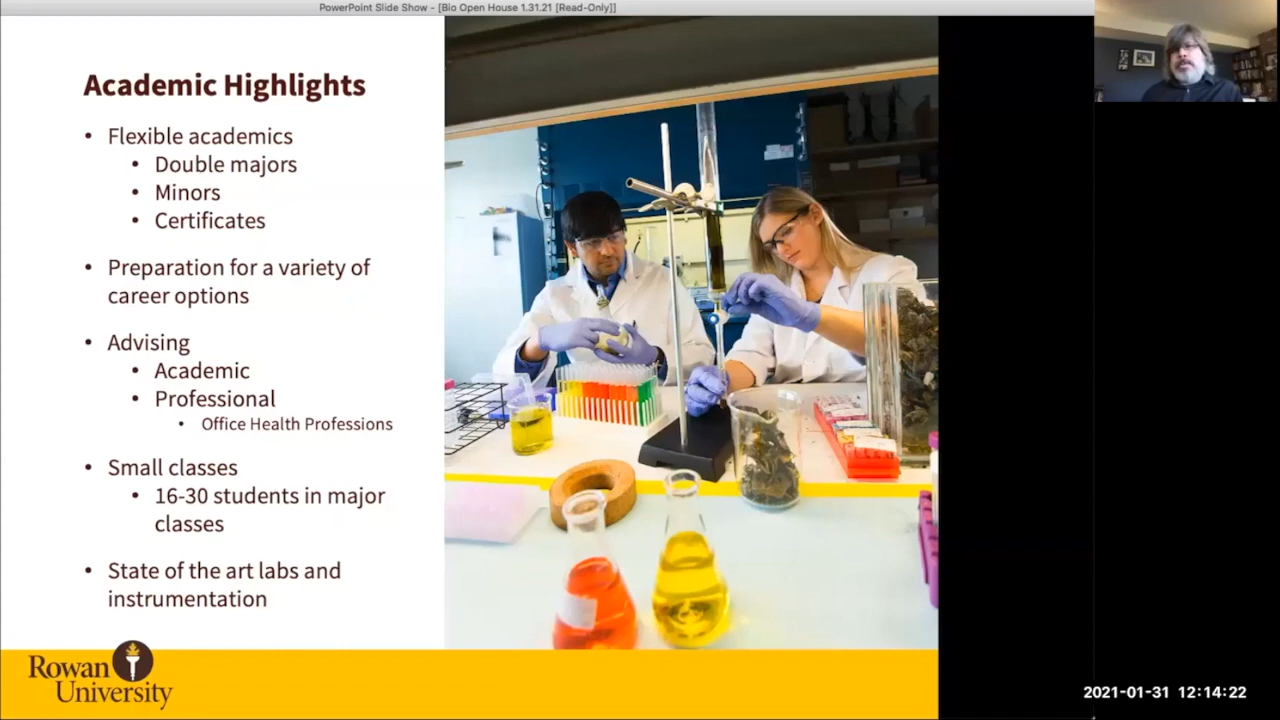 PowerPoint Slide Show - [Bio Open House 1.31.21 [Read-Only]]
Academic Highlights
• Flexible academics
• Double majors
• Minors
• Certificates
• Preparation for a variety of
career options
• Advising
• Academic
• Professional
• Office Health Professions
• Small classes
• 16-30 students in major
classes
• State of the art labs and
instrumentation
Rowan
University
2021-01-31 12:14:22